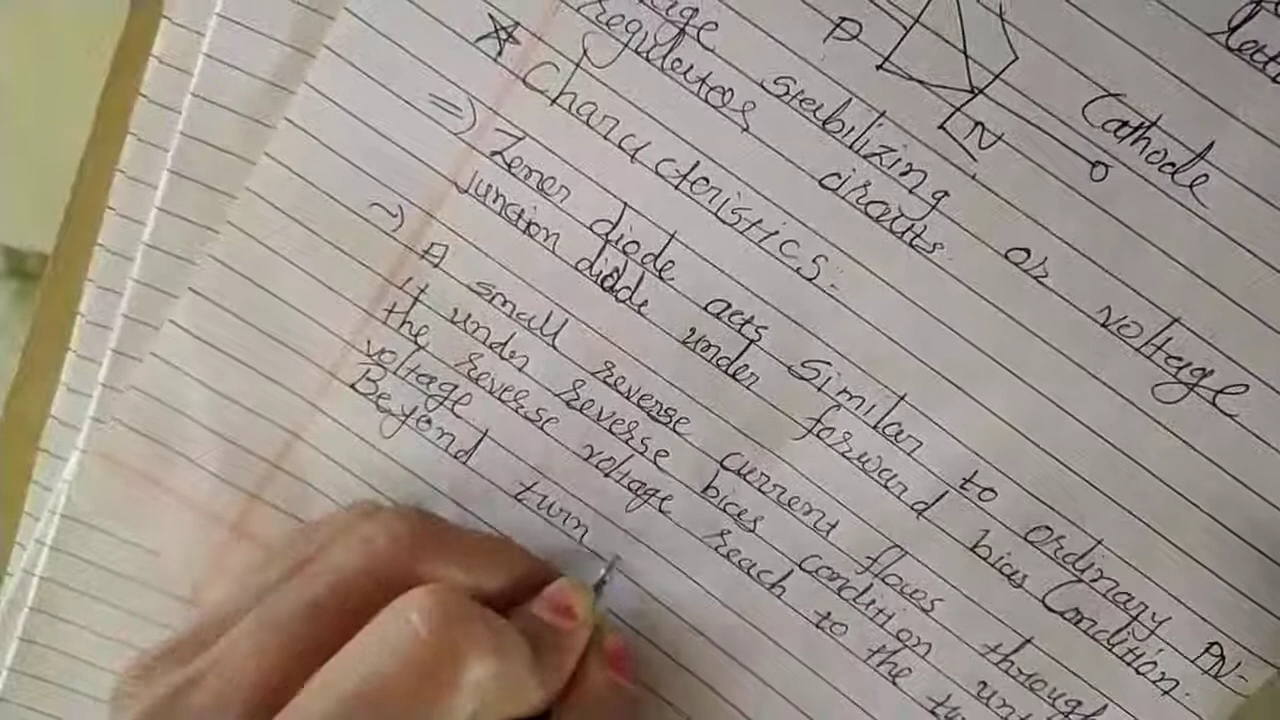 P
N
Cathode
stabilizing or voltage
regulator circuits.
* Characteristics:-
=) Zener diode acts similar to ordinary PN-
Junction diode under forward bias Condition.
~) A small reverse current flows through
it under reverse bias condition until
the reverse voltage reach to the
voltage
Beyond turn